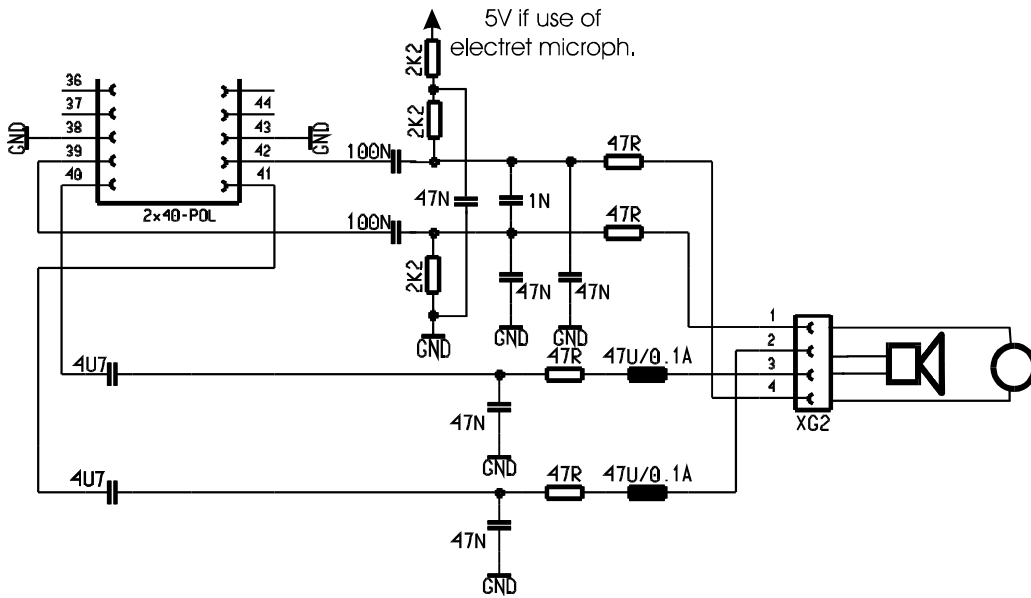 5V if use of
electret microph.
2K2
36
37
44
GND
38
43
GND
2K2
39
42
100N
47R
40
41
47N
1N
2x40-POL
100N
47R
2K2
47N
47N
GND
GND
GND
1
2
3
4
4U7
47R
47U/0.1A
XG2
47N
GND
4U7
47R
47U/0.1A
47N
GND